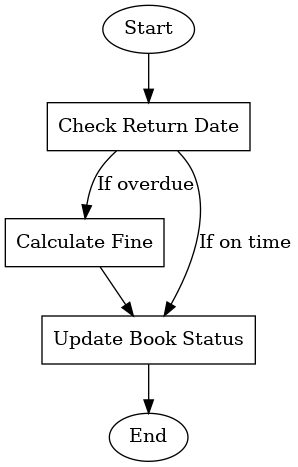 Start
Check Return Date
If overdue
Calculate Fine
If on time
Update Book Status
End